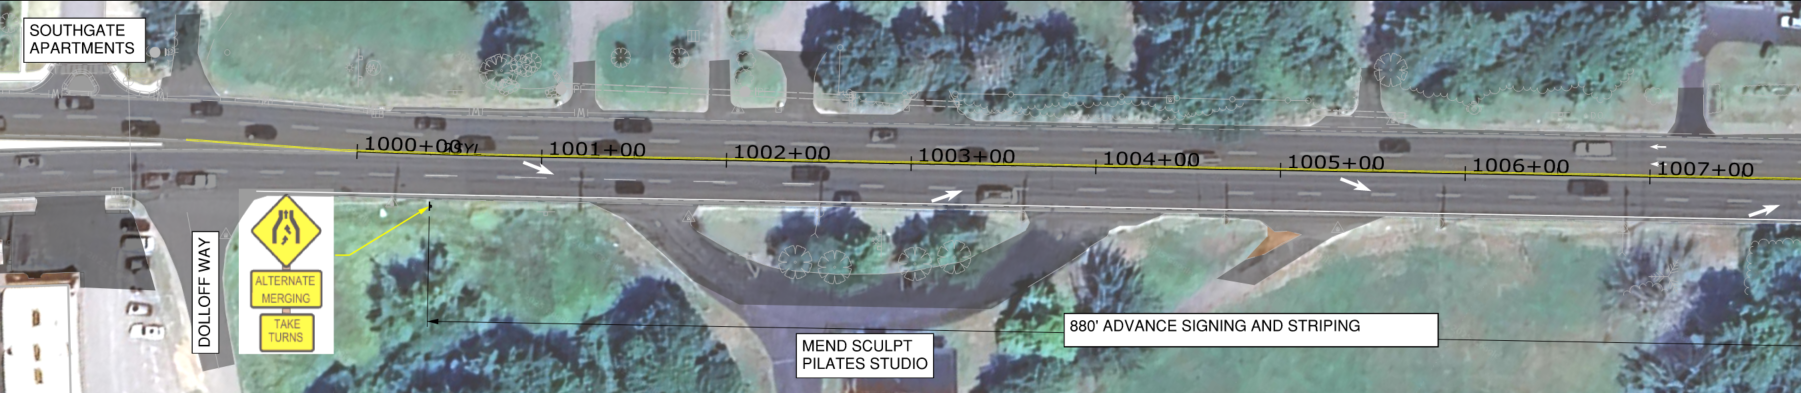 SOUTHGATE
APARTMENTS
1000+00
1001+00
1002+00
1003+00
1004+00
1005+00
1006+00
1007+00
DOLLOFF WAY
ALTERNATE
MERGING
TAKE
TURNS
MEND SCULPT
PILATES STUDIO
880' ADVANCE SIGNING AND STRIPING